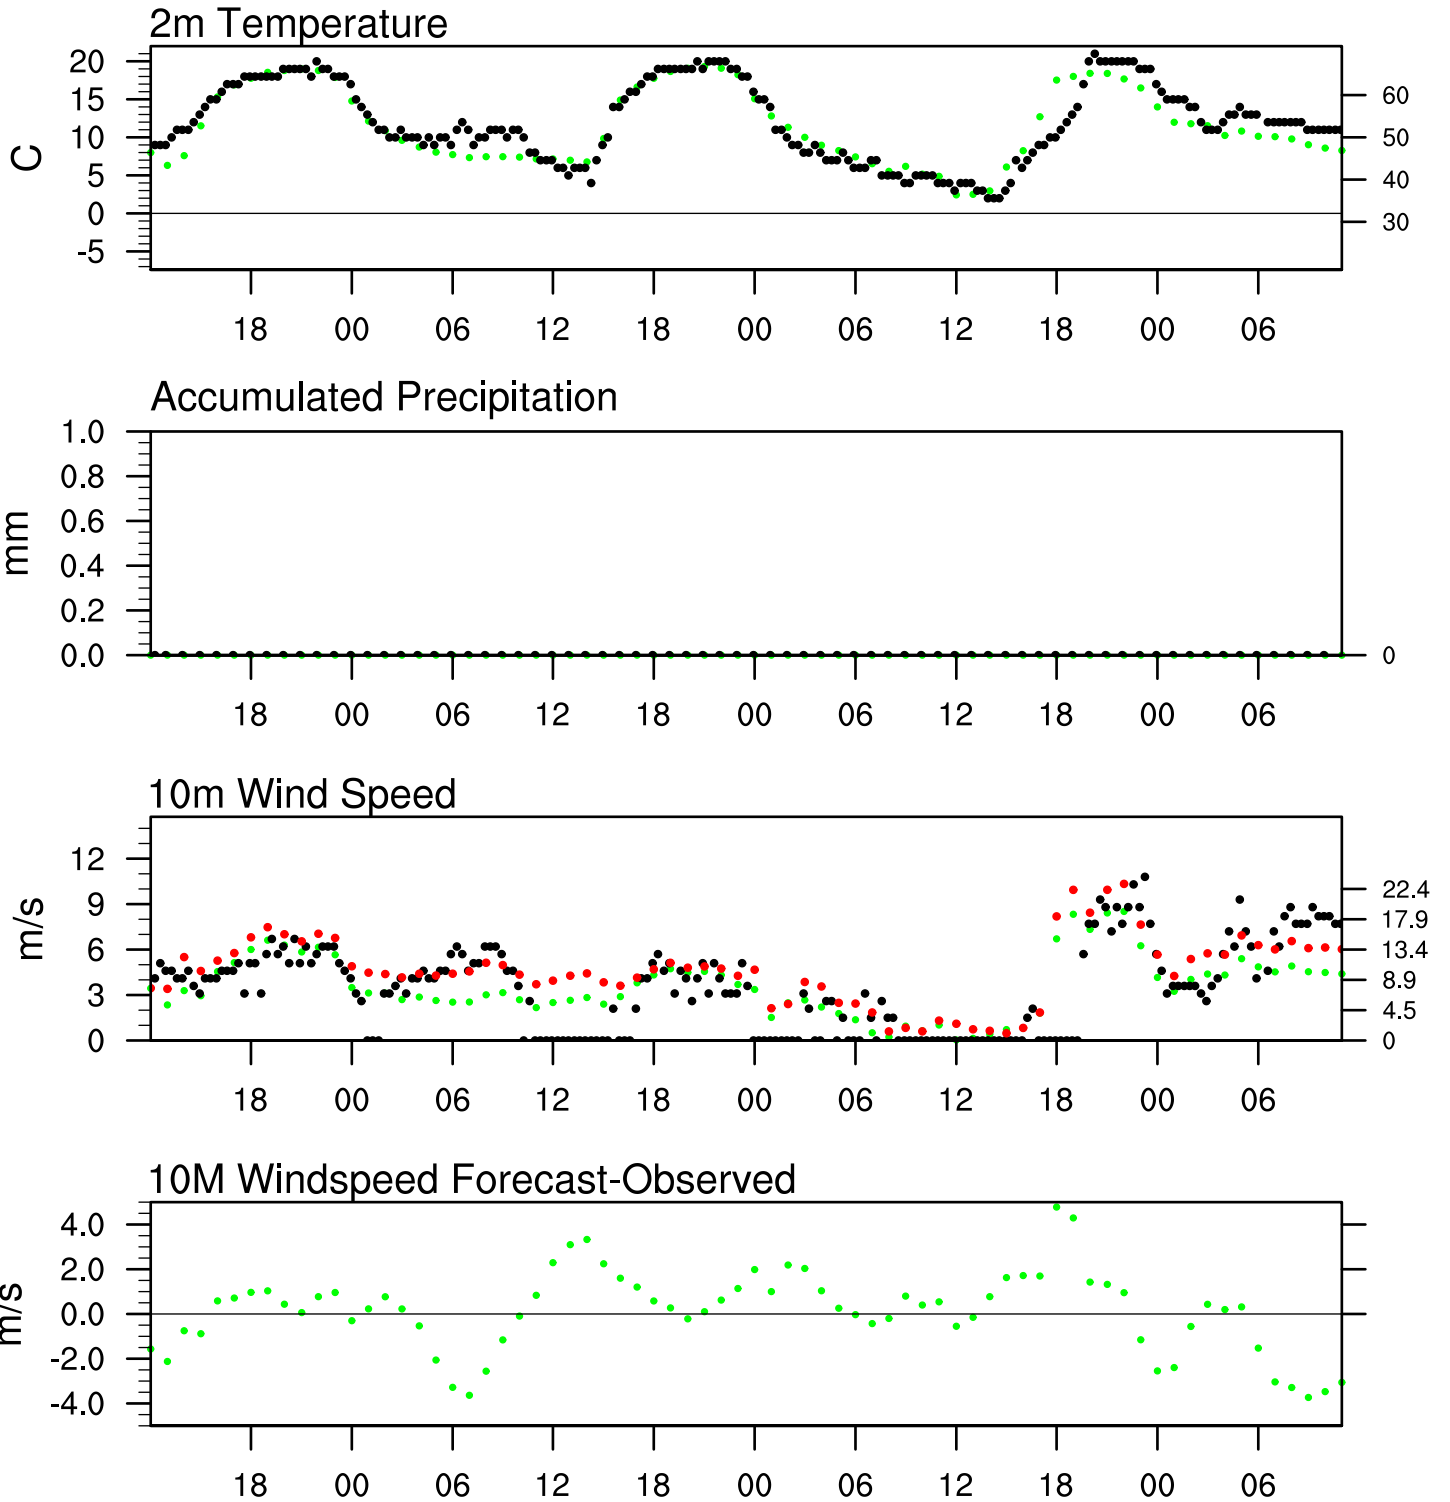 2m Temperature
20
15
10
5
0
-5
C
60
50
40
30
18 00 06 12 18 00 06 12 18 00 06
Accumulated Precipitation
1.0
0.8
0.6
0.4
0.2
0.0
mm
0
18 00 06 12 18 00 06 12 18 00 06
10m Wind Speed
12
9
6
3
0
m/s
22.4
17.9
13.4
8.9
4.5
0
18 00 06 12 18 00 06 12 18 00 06
10M Windspeed Forecast-Observed
4.0
2.0
0.0
-2.0
-4.0
m/s
18 00 06 12 18 00 06 12 18 00 06